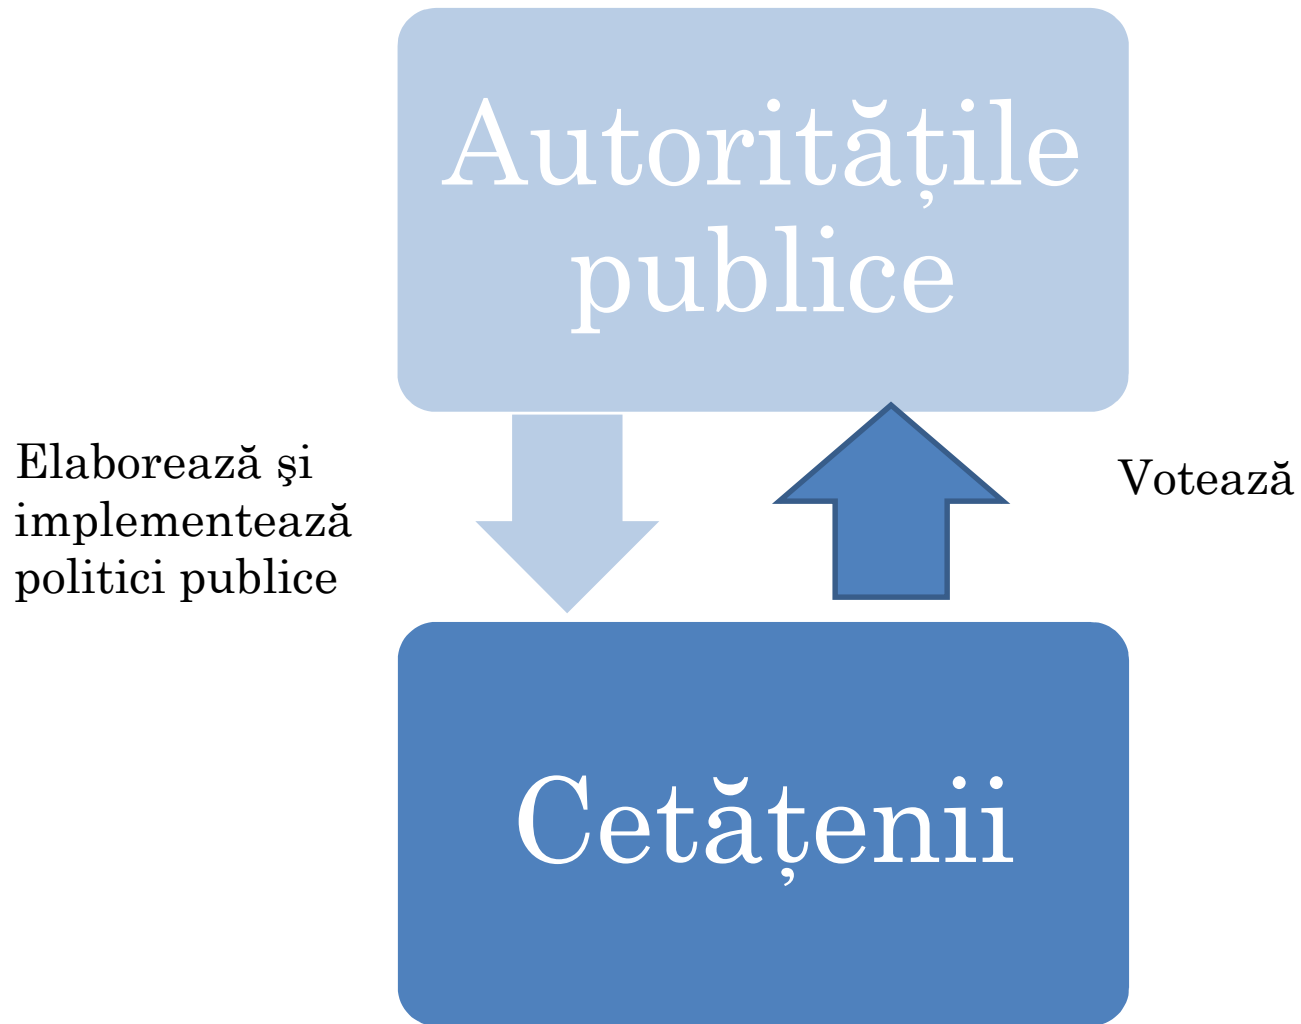 Autoritățile
publice
Elaborează şi
implementează
politici publice
Votează
Cetățenii